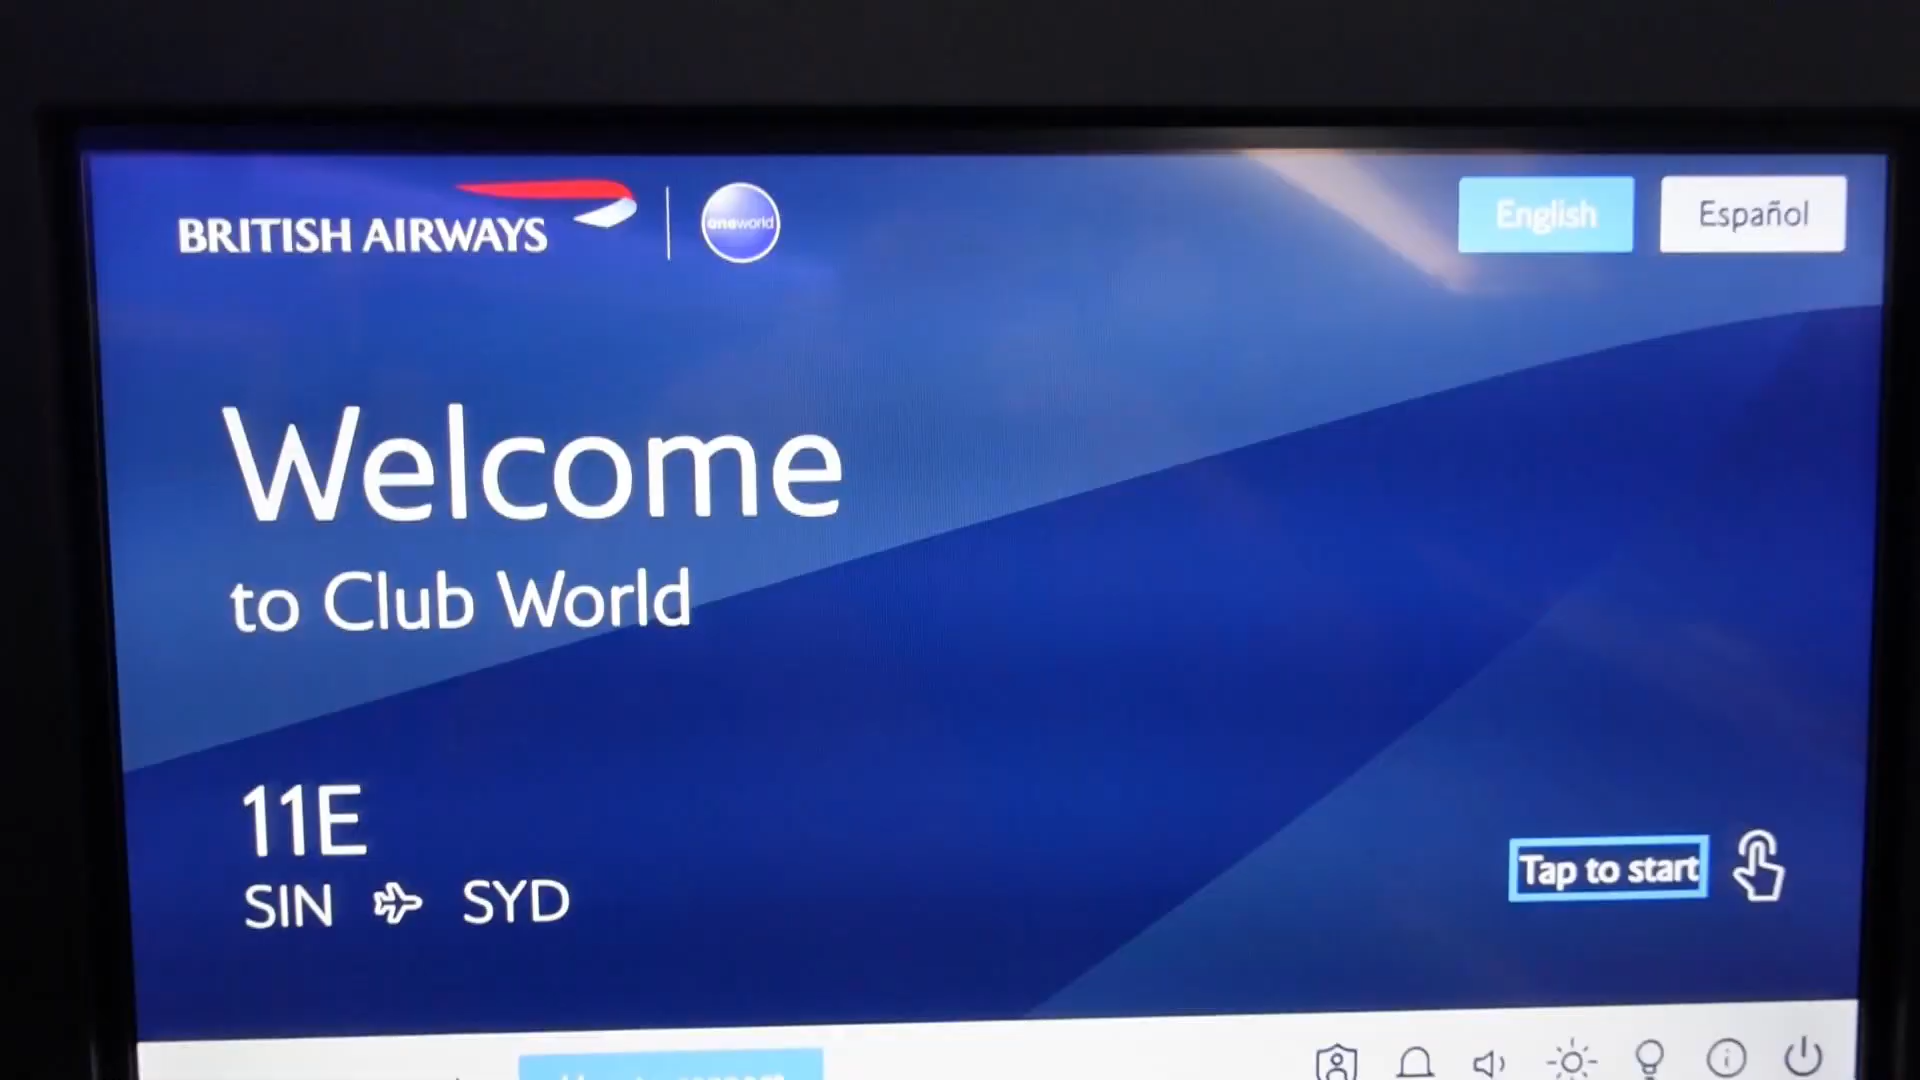 BRITISH AIRWAYS
oneworld
English
Español
Welcome
to Club World
11E
SIN SYD
Tap to start